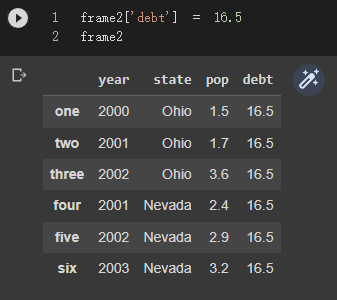 1 frame2['debt'] = 16.5
2 frame2
year state pop debt
one 2000 Ohio 1.5 16.5
two 2001 Ohio 1.7 16.5
three 2002 Ohio 3.6 16.5
four 2001 Nevada 2.4 16.5
five 2002 Nevada 2.9 16.5
six 2003 Nevada 3.2 16.5